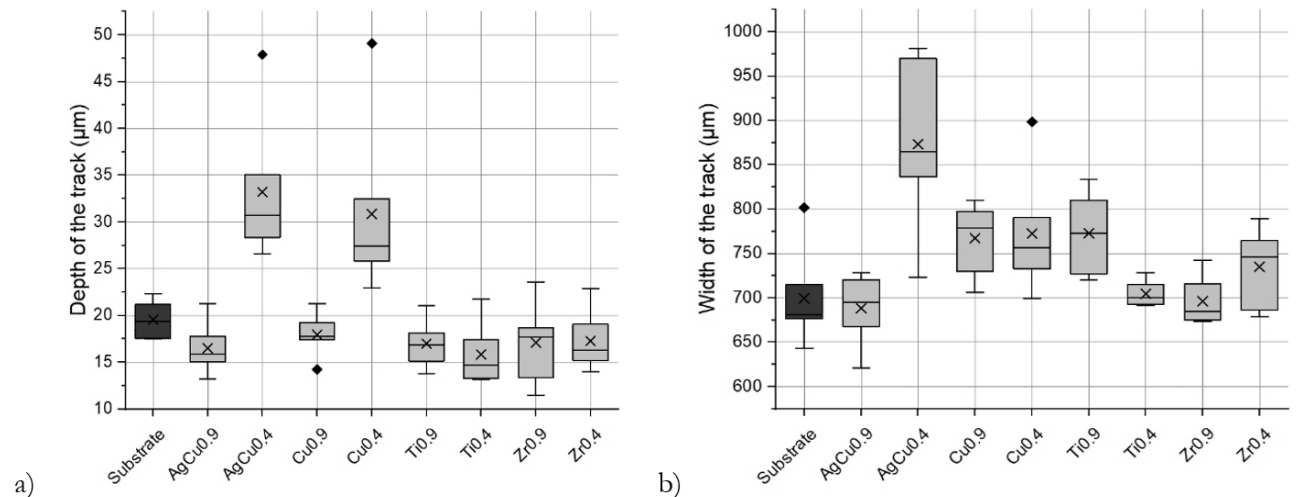 50
45
40
35
30
25
20
15
10
Depth of the track (µm)
Substrate
AgCu0.9
AgCu0.4
Cu0.9
Cu0.4
Ti0.9
Ti0.4
Zr0.9
Zr0.4
a)
1000
950
900
850
800
750
700
650
600
Width of the track (µm)
Substrate
AgCu0.9
AgCu0.4
Cu0.9
Cu0.4
Ti0.9
Ti0.4
Zr0.9
Zr0.4
b)